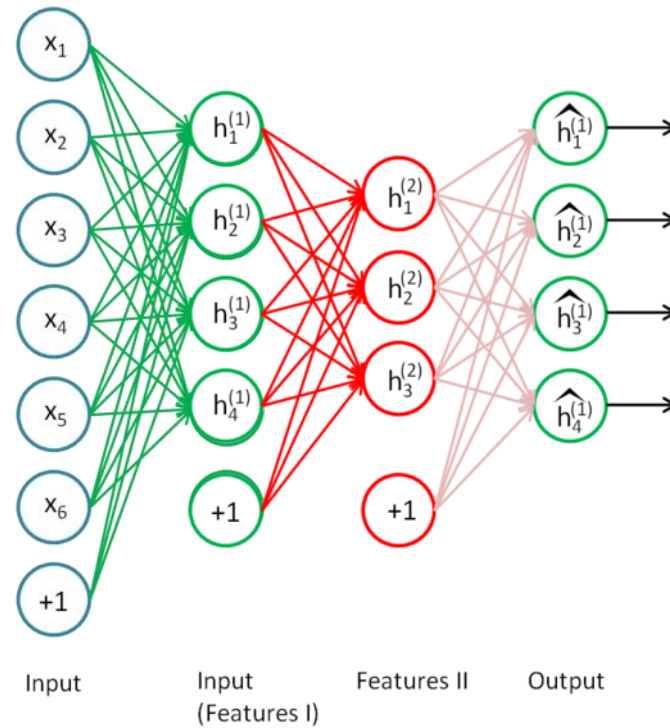 x₁
x₂
x₃
x₄
x₅
x₆
+1
h₁⁽¹⁾
h₂⁽¹⁾
h₃⁽¹⁾
h₄⁽¹⁾
+1
h₁⁽²⁾
h₂⁽²⁾
h₃⁽²⁾
+1
ĥ₁⁽¹⁾
ĥ₂⁽¹⁾
ĥ₃⁽¹⁾
ĥ₄⁽¹⁾
Input
Input
(Features I)
Features II
Output